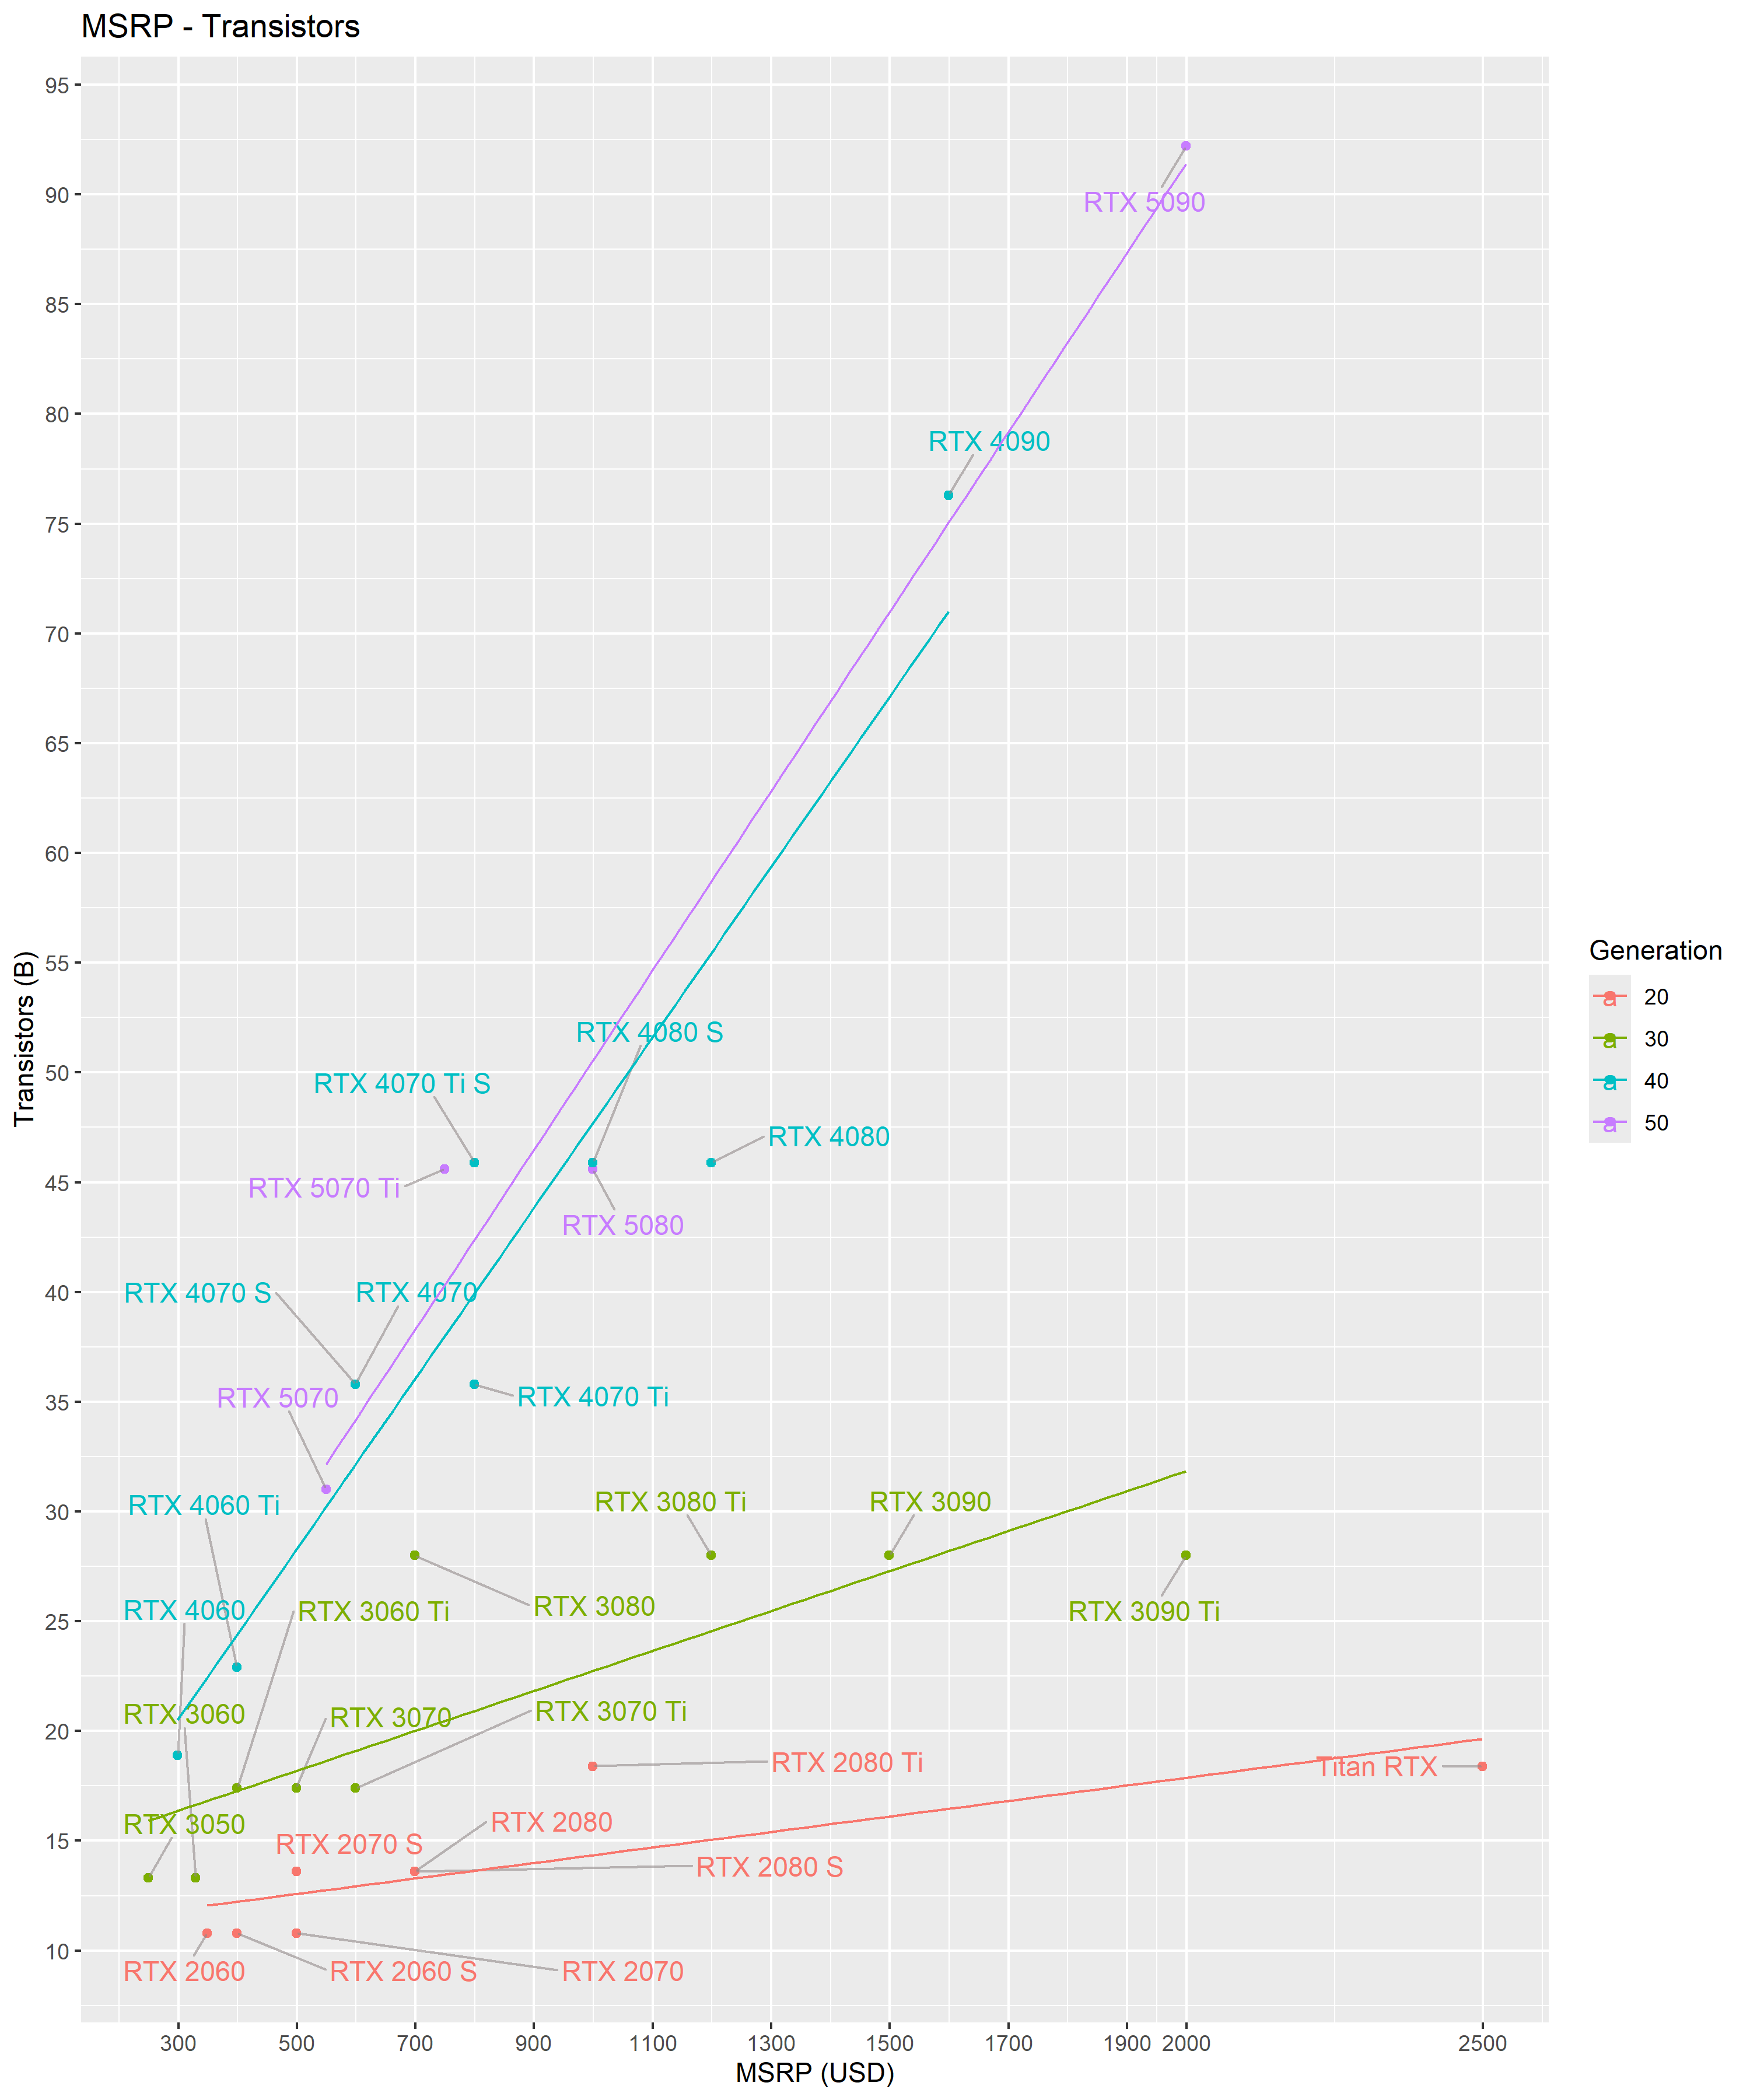 MSRP - Transistors
95
90
85
80
75
70
65
60
55
50
45
40
35
30
25
20
15
10
Transistors (B)
RTX 5090
RTX 4090
RTX 4080 S
RTX 4070 Ti S
RTX 4080
RTX 5070 Ti
RTX 5080
RTX 4070 S
RTX 4070
RTX 5070
RTX 4070 Ti
RTX 4060 Ti
RTX 3080 Ti
RTX 3090
RTX 4060
RTX 3060 Ti
RTX 3080
RTX 3090 Ti
RTX 3060
RTX 3070
RTX 3070 Ti
RTX 2080 Ti
Titan RTX
RTX 3050
RTX 2070 S
RTX 2080
RTX 2080 S
RTX 2060
RTX 2060 S
RTX 2070
300 500 700 900 1100 1300 1500 1700 1900 2000 2500
MSRP (USD)
Generation
a 20
a 30
a 40
a 50